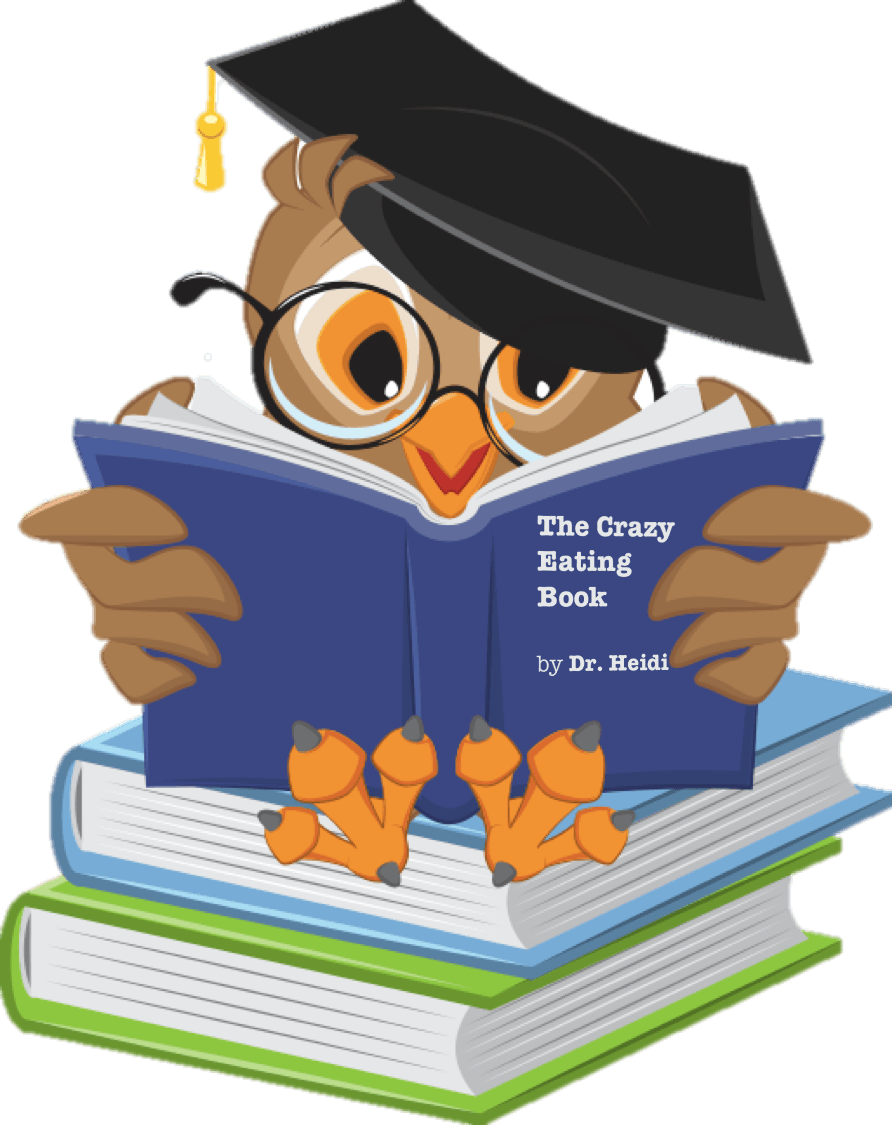 The Crazy
Eating
Book
by Dr. Heidi